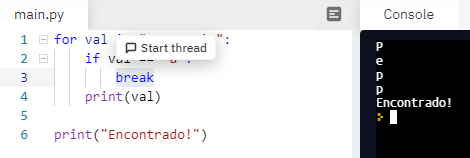 main.py
Console
1 for val
Start thread
":
2 if val
3 break
4 print(val)
5
6 print("Encontrado!")
P
e
p
p
Encontrado!